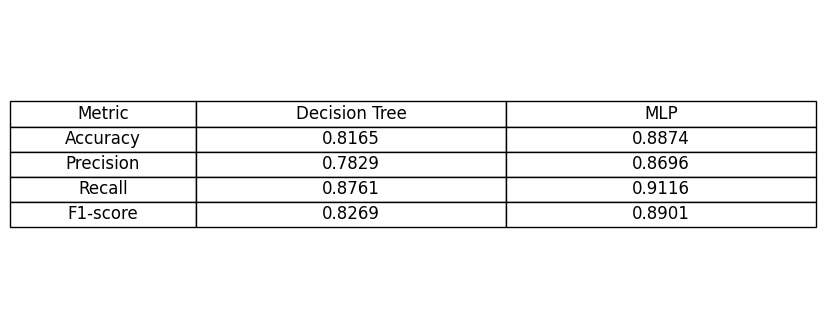 Metric Decision Tree MLP
Accuracy 0.8165 0.8874
Precision 0.7829 0.8696
Recall 0.8761 0.9116
F1-score 0.8269 0.8901